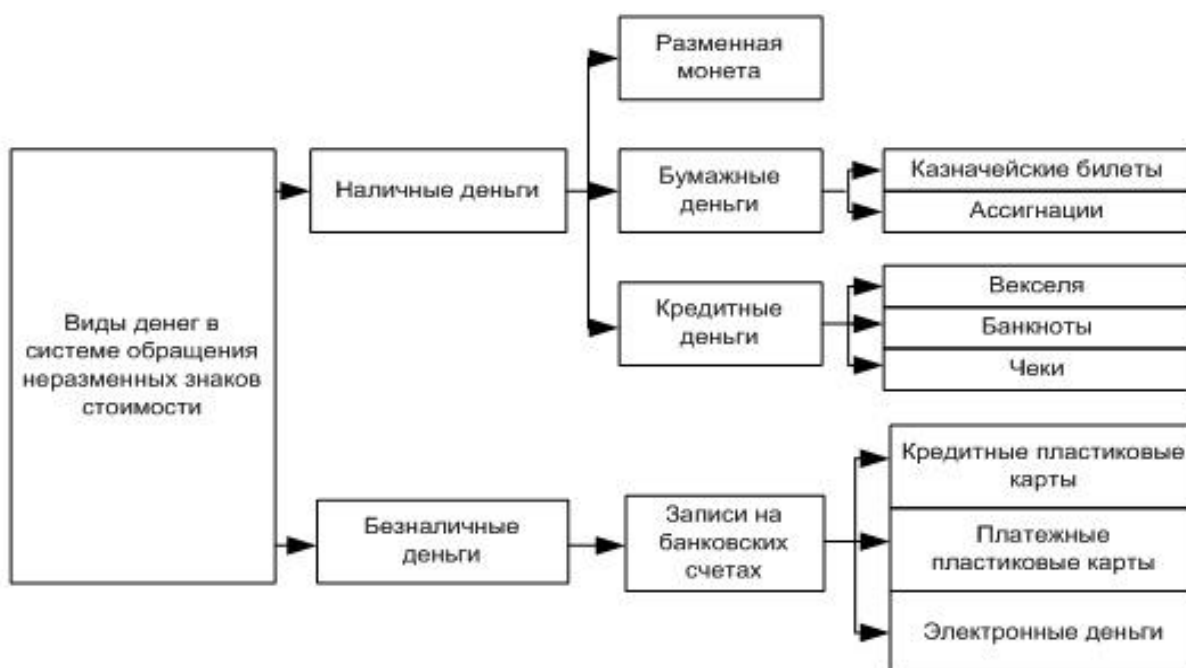 Виды денег в
системе обращения
неразменных знаков
стоимости
Наличные деньги
Разменная
монета
Бумажные
деньги
Казначейские билеты
Ассигнации
Кредитные
деньги
Векселя
Банкноты
Чеки
Безналичные
деньги
Записи на
банковских
счетах
Кредитные пластиковые
карты
Платежные
пластиковые карты
Электронные деньги